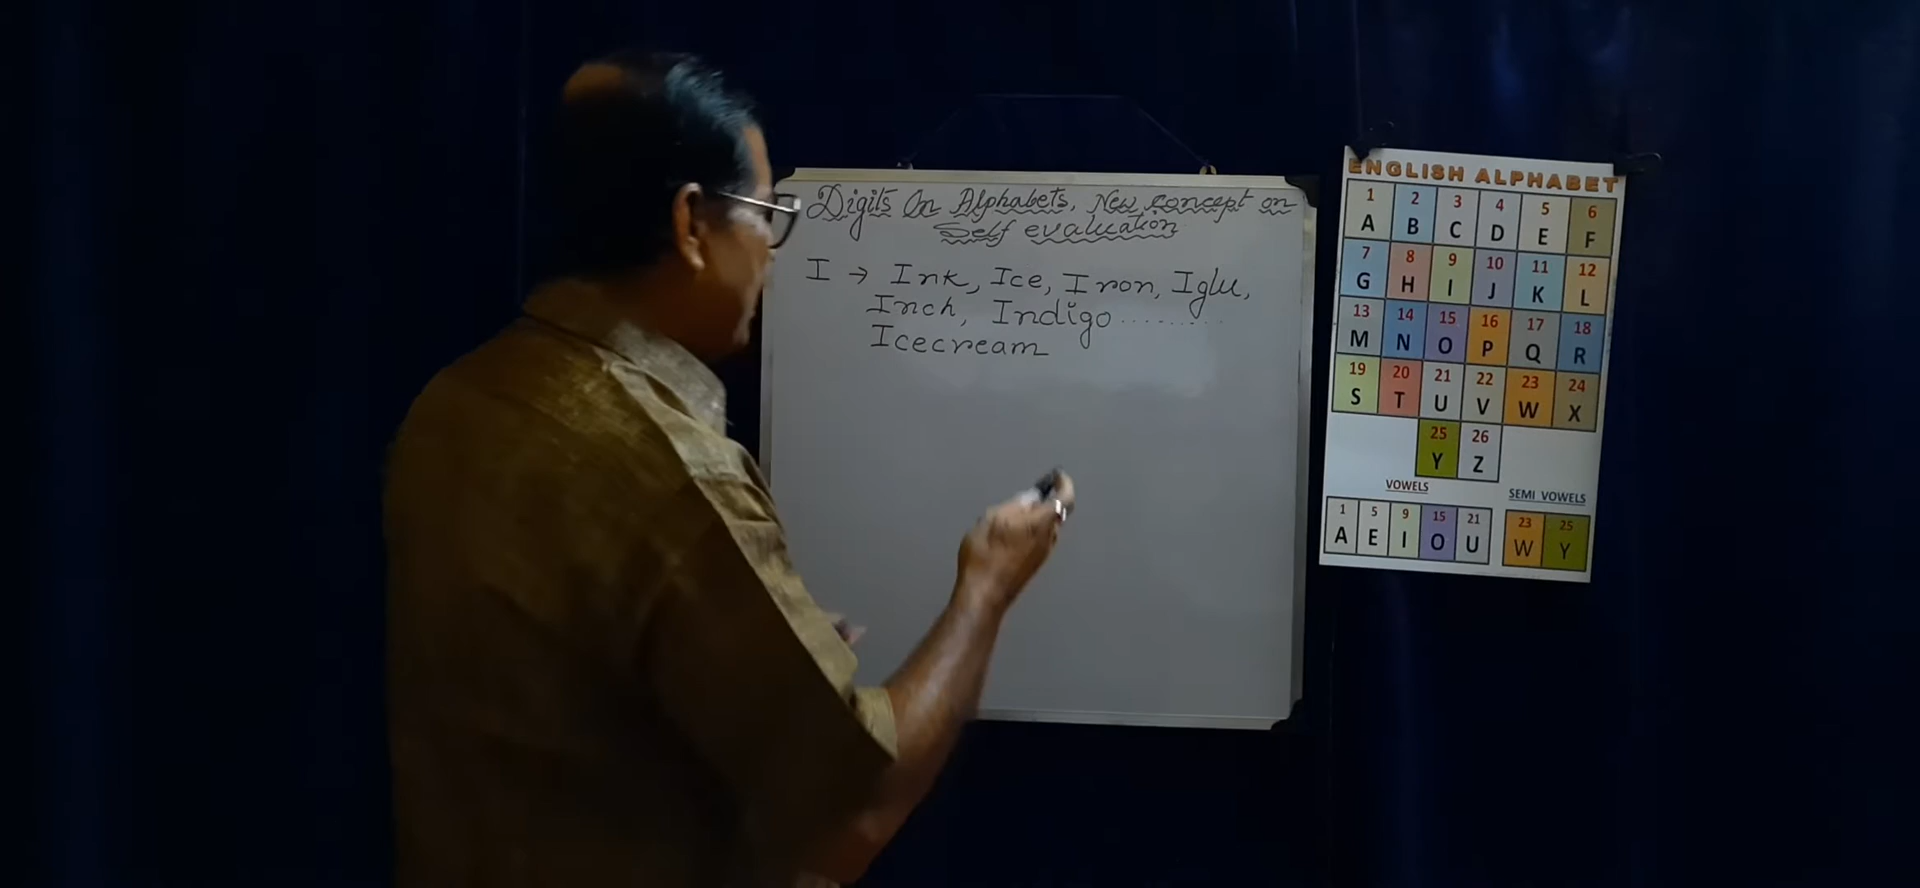 Digits On Alphabets, New concept on
Self evaluation
I → Ink, Ice, Iron, Iglu,
Inch, Indigo.........
Icecream
ENGLISH ALPHABET
1 2 3 4 5 6
A B C D E F
7 8 9 10 11 12
G H I J K L
13 14 15 16 17 18
M N O P Q R
19 20 21 22 23 24
S T U V W X
25 26
Y Z
VOWELS
1 5 9 15 21
A E I O U
SEMI VOWELS
23 25
W Y